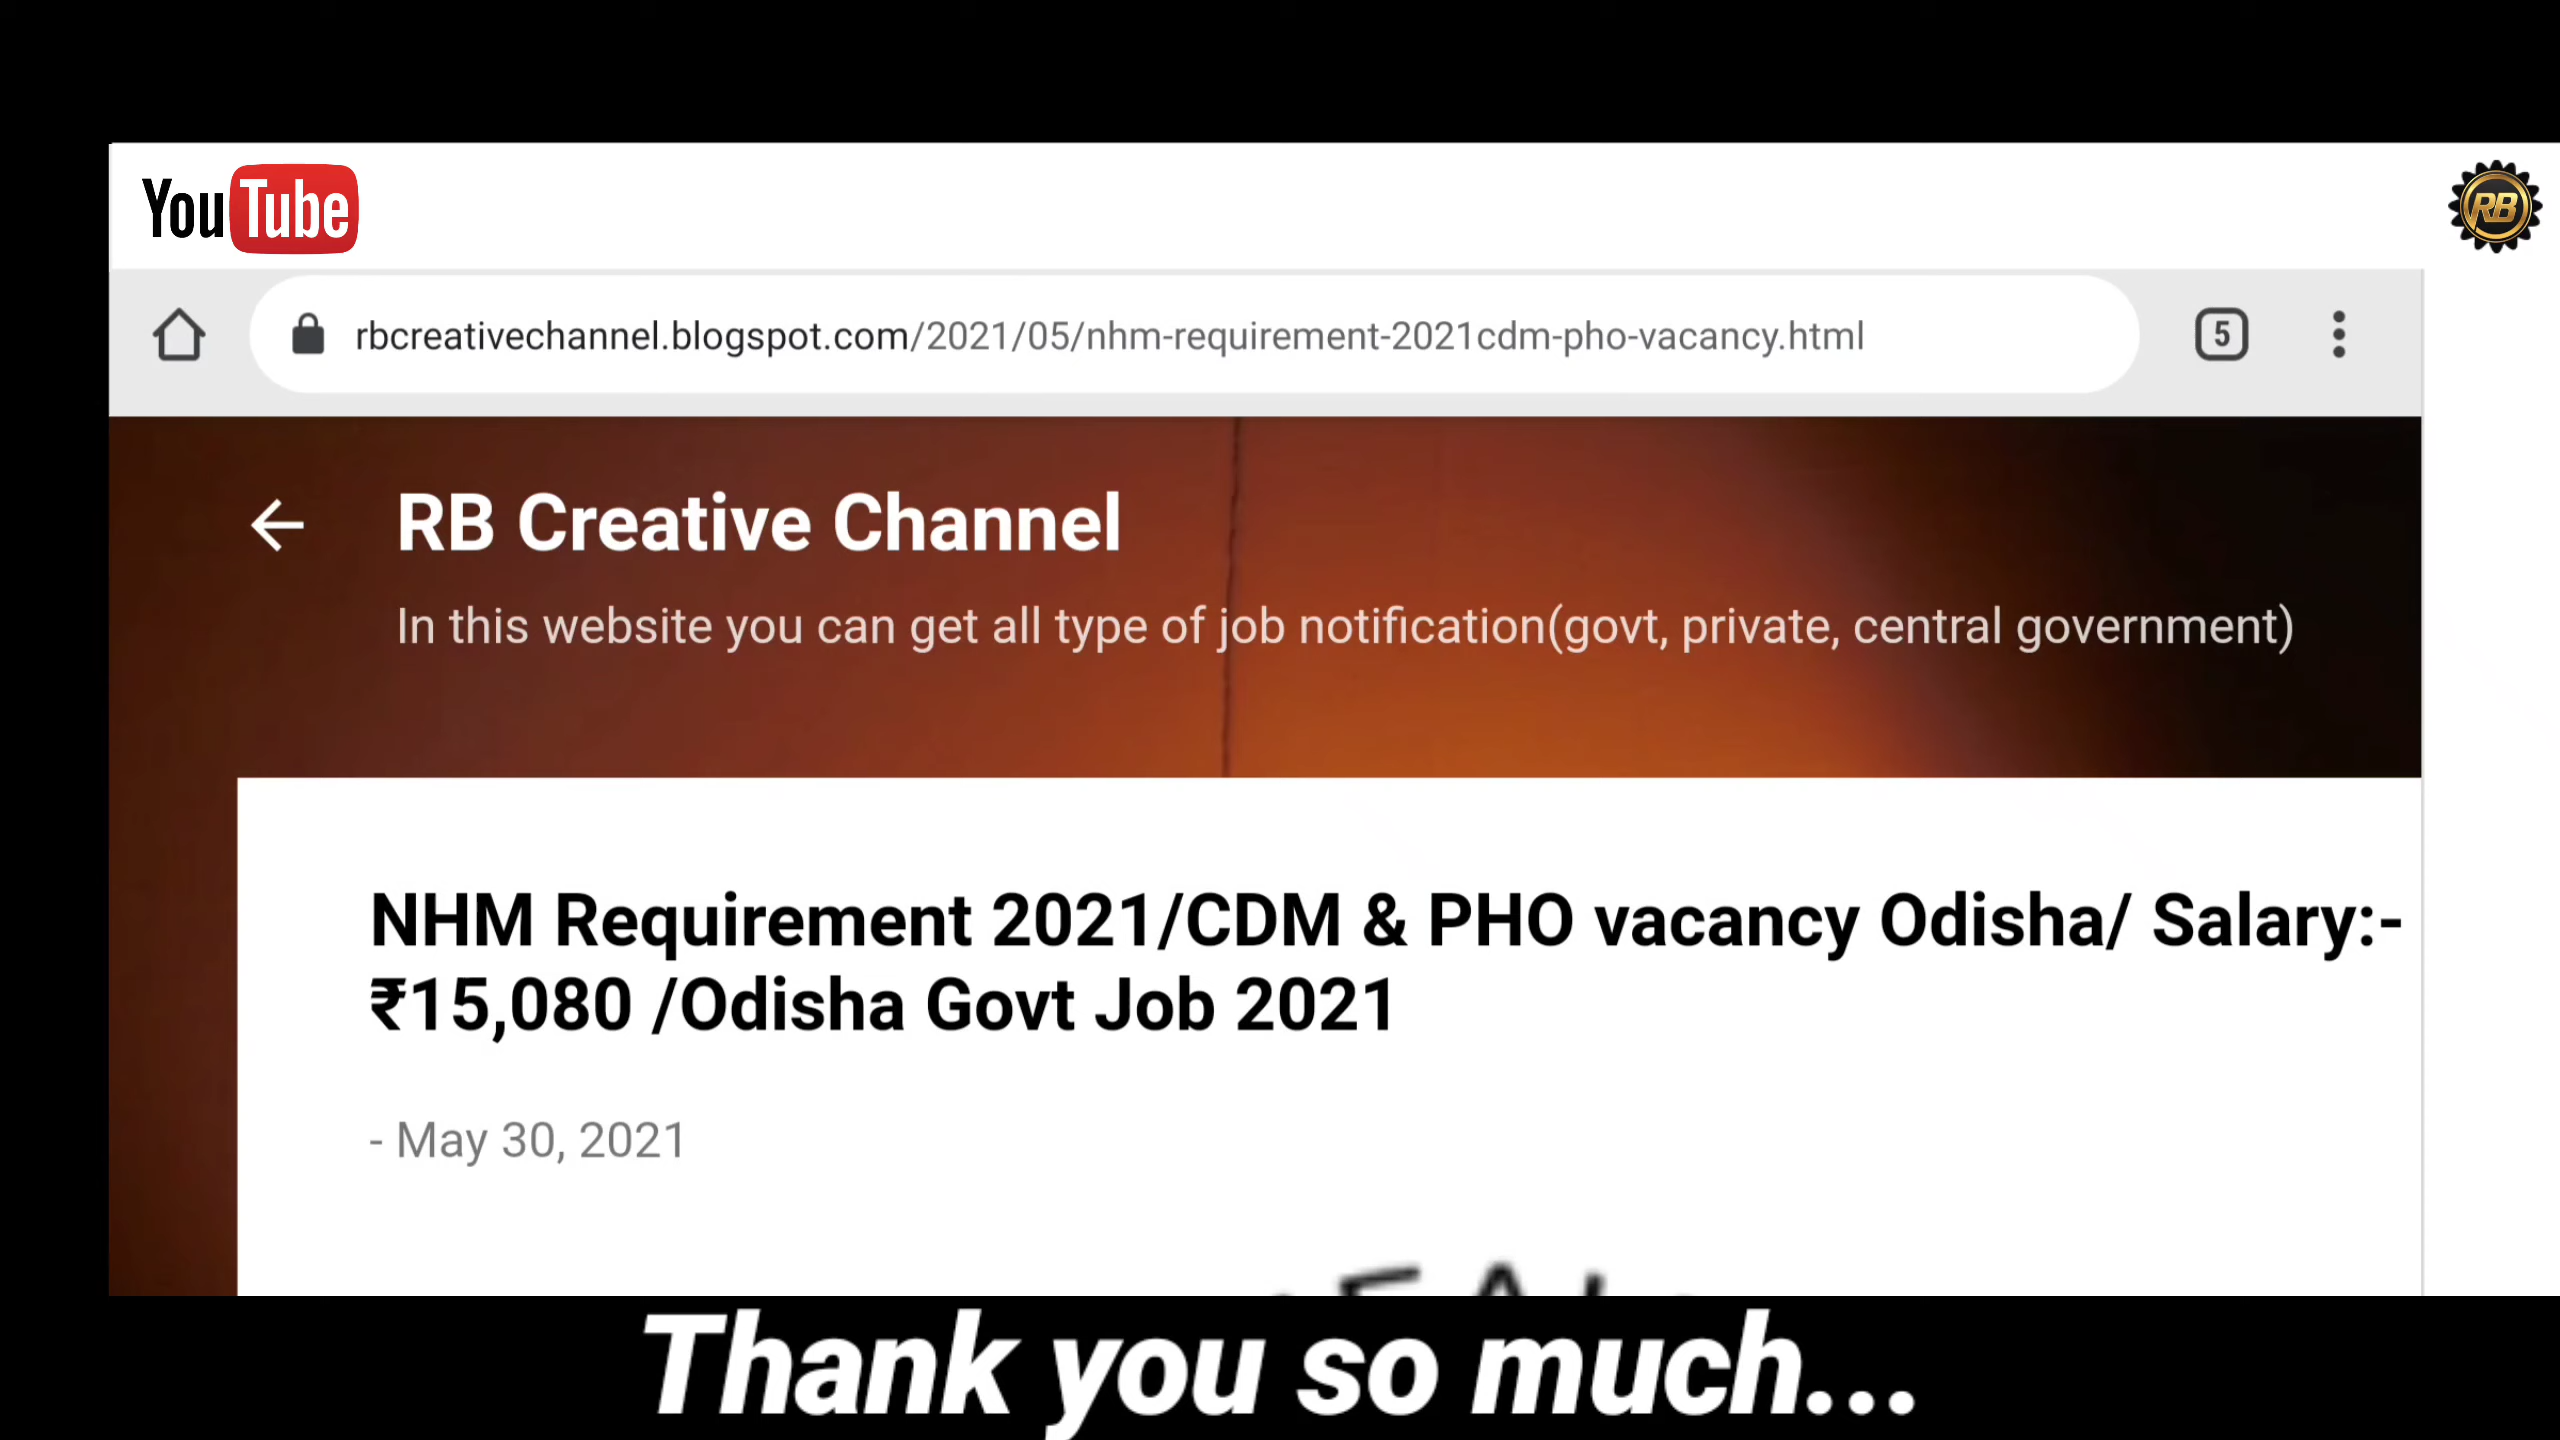 YouTube
RB
rbcreativechannel.blogspot.com/2021/05/nhm-requirement-2021cdm-pho-vacancy.html
5
RB Creative Channel
In this website you can get all type of job notification(govt, private, central government)
NHM Requirement 2021/CDM & PHO vacancy Odisha/ Salary:-
₹15,080 /Odisha Govt Job 2021
- May 30, 2021
Thank you so much...